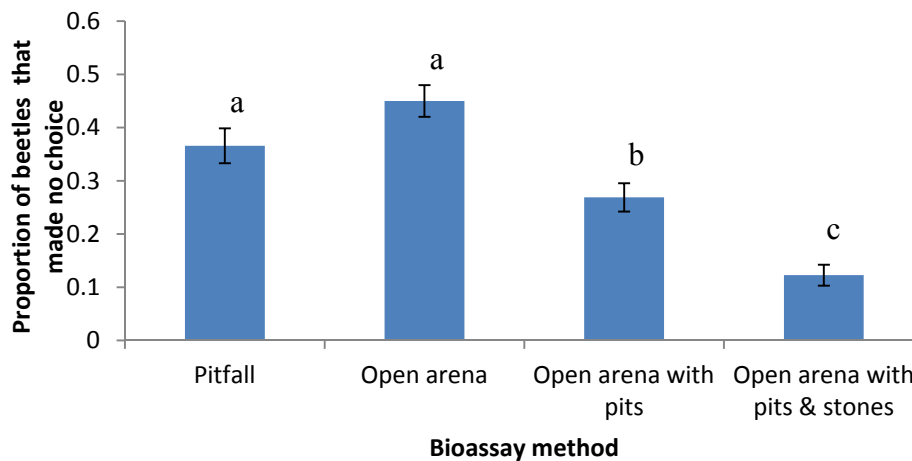 Proportion of beetles that
made no choice
0.6
0.5
0.4
0.3
0.2
0.1
0
a
a
b
c
Pitfall
Open arena
Open arena with
pits
Open arena with
pits & stones
Bioassay method